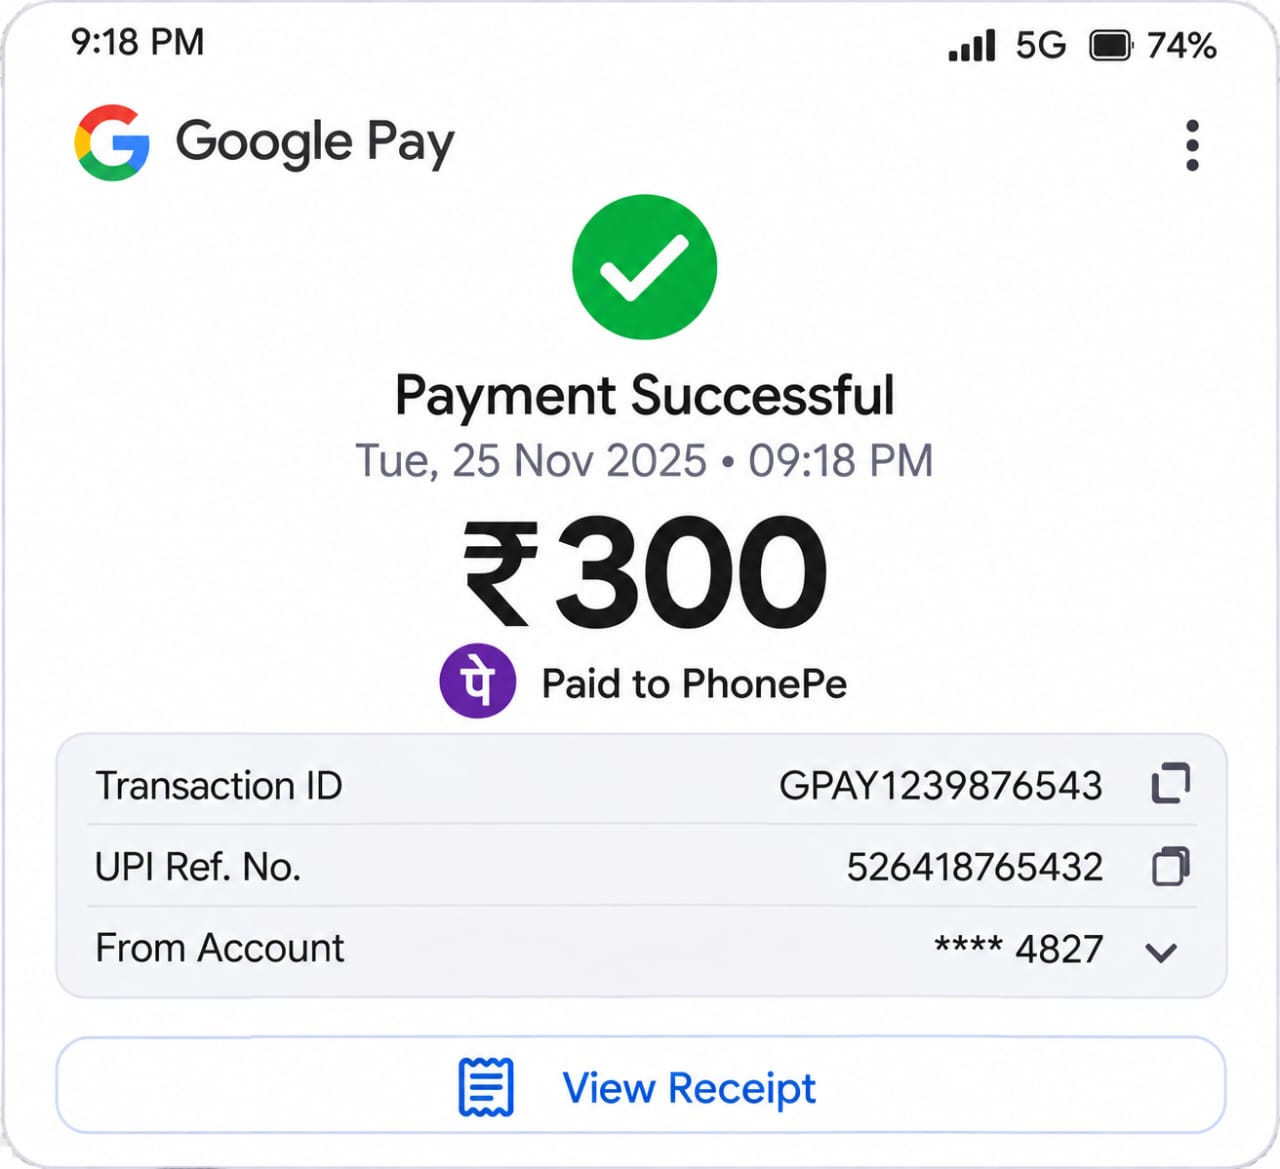 9:18 PM 5G 74%
Google Pay
Payment Successful
Tue, 25 Nov 2025 • 09:18 PM
₹300
पे Paid to PhonePe
Transaction ID GPAY1239876543
UPI Ref. No. 526418765432
From Account **** 4827
View Receipt